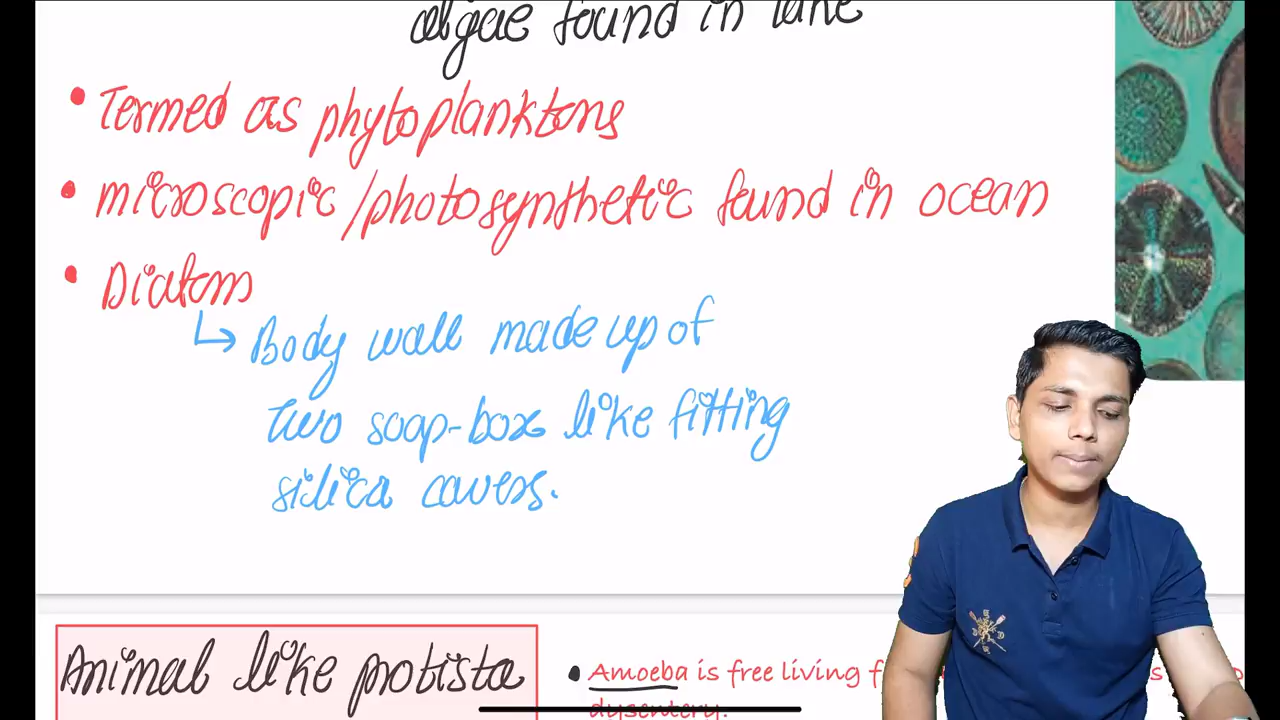 algae found in lake
• Termed as phytoplanktons
• microscopic/photosynthetic found in ocean
• Diatom
↳ Body wall made up of
two soap-box like fitting
silica covers.
Animal like protista
• Amoeba is free living
dysentery.